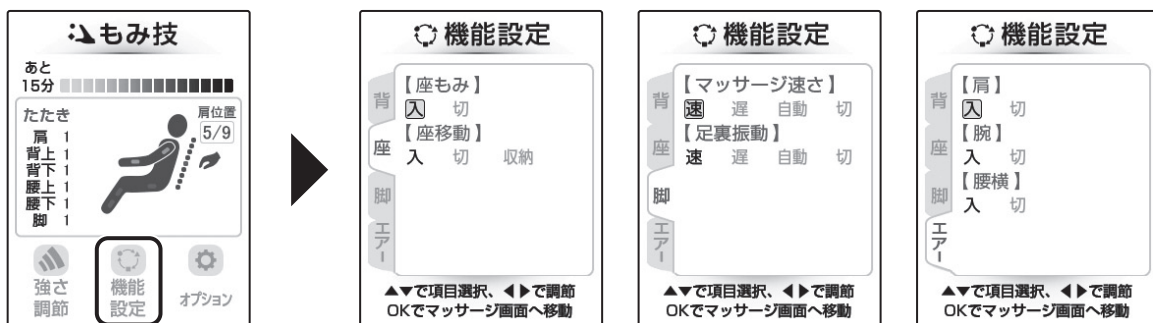 もみ技
あと
15分
たたき
肩 1
背上 1
背下 1
腰上 1
腰下 1
脚 1
肩位置
5/9
強さ
調節
機能
設定
オプション
機能設定
背
座
脚
エアー
【座もみ】
入 切
【座移動】
入 切 収納
▲▼で項目選択、◀▶で調節
OKでマッサージ画面へ移動
機能設定
背
座
脚
エアー
【マッサージ速さ】
速 遅 自動 切
【足裏振動】
速 遅 自動 切
▲▼で項目選択、◀▶で調節
OKでマッサージ画面へ移動
機能設定
背
座
脚
エアー
【肩】
入 切
【腕】
入 切
【腰横】
入 切
▲▼で項目選択、◀▶で調節
OKでマッサージ画面へ移動